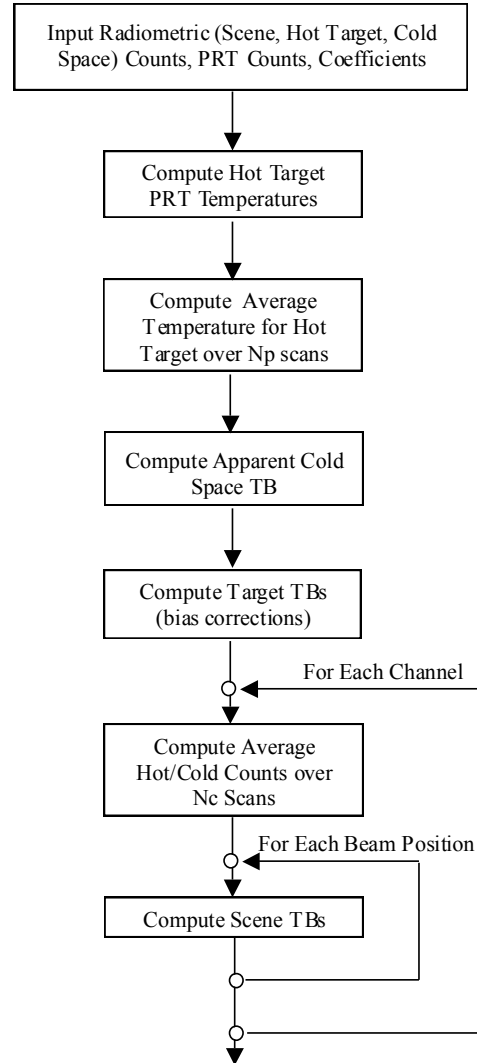 Input Radiometric (Scene, Hot Target, Cold
Space) Counts, PRT Counts, Coefficients
Compute Hot Target
PRT Temperatures
Compute Average
Temperature for Hot
Target over Np scans
Compute Apparent Cold
Space TB
Compute Target TBs
(bias corrections)
For Each Channel
Compute Average
Hot/Cold Counts over
Nc Scans
For Each Beam Position
Compute Scene TBs